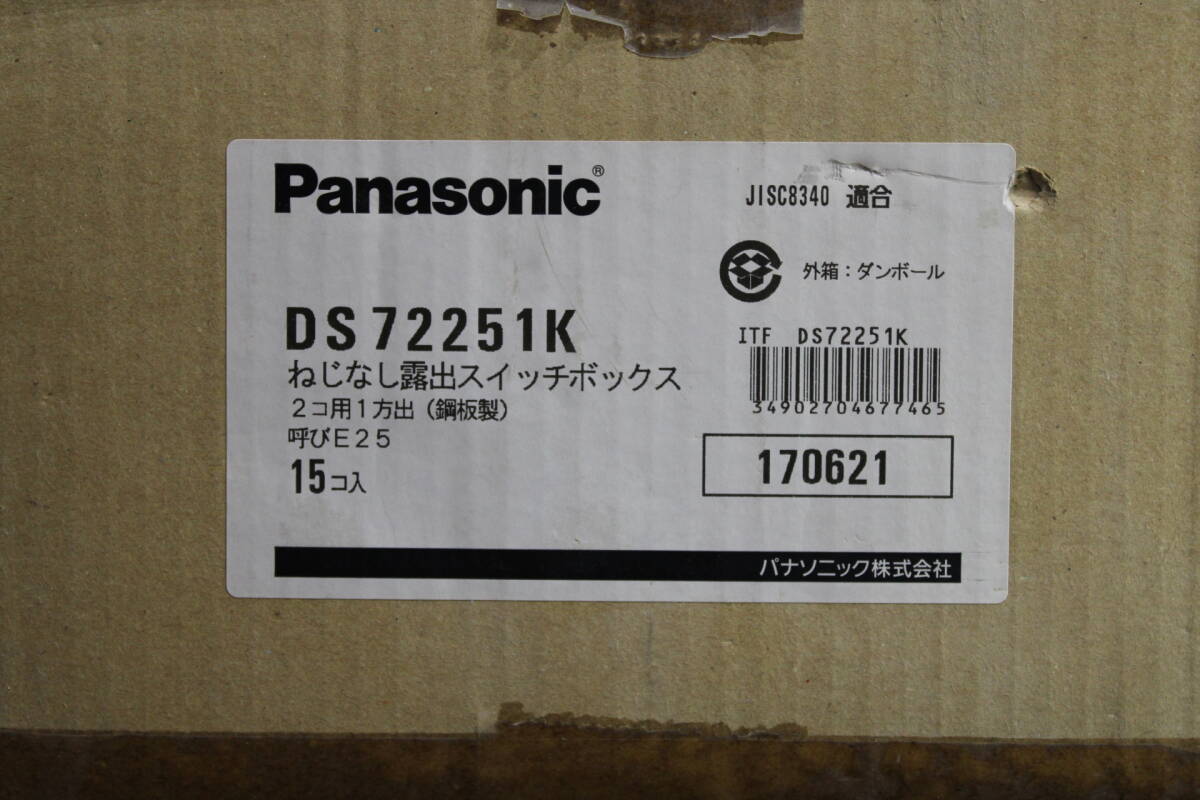 Panasonic®
JISC8340 適合
外箱：ダンボール
DS72251K
ねじなし露出スイッチボックス
2コ用1方出（鋼板製）
呼びE25
15コ入
ITF DS72251K
34902704677465
170621
パナソニック株式会社